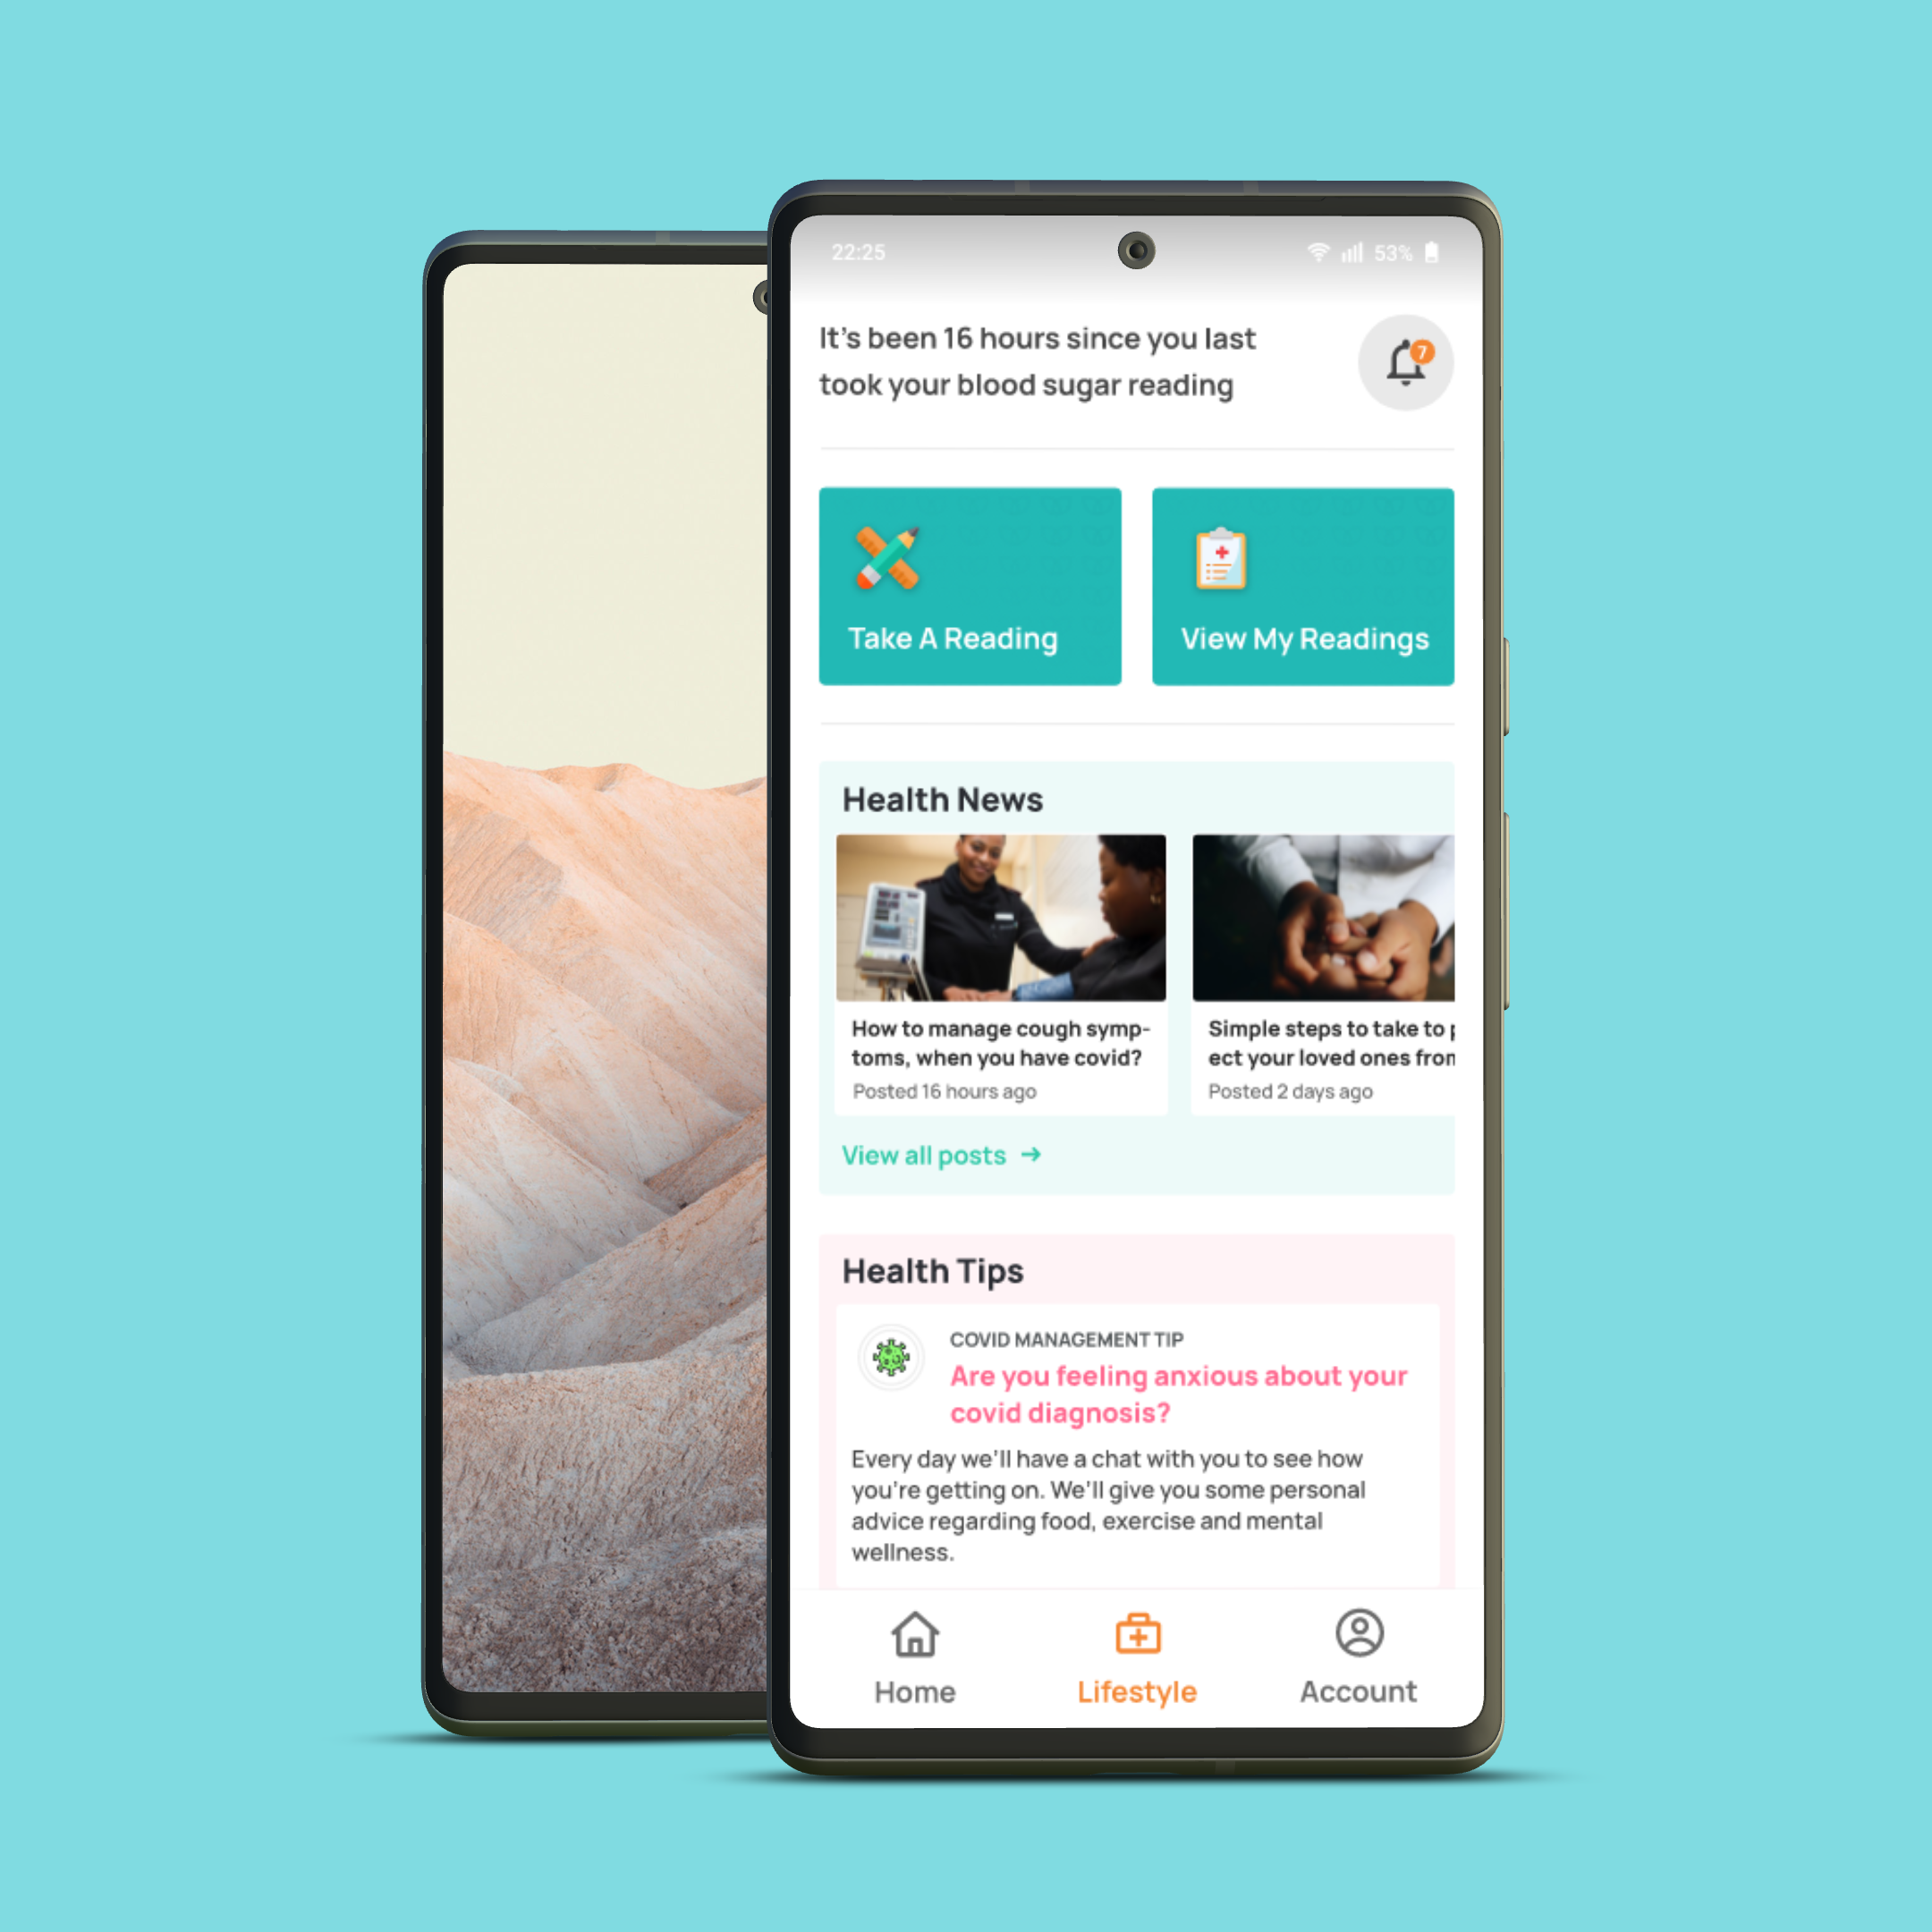 22:25
53%
It's been 16 hours since you last
took your blood sugar reading
7
Take A Reading
View My Readings
Health News
How to manage cough symp-
toms, when you have covid?
Posted 16 hours ago
Simple steps to take to
ect your loved ones from
Posted 2 days ago
View all posts →
Health Tips
COVID MANAGEMENT TIP
Are you feeling anxious about your
covid diagnosis?
Every day we'll have a chat with you to see how
you're getting on. We'll give you some personal
advice regarding food, exercise and mental
wellness.
Home
Lifestyle
Account